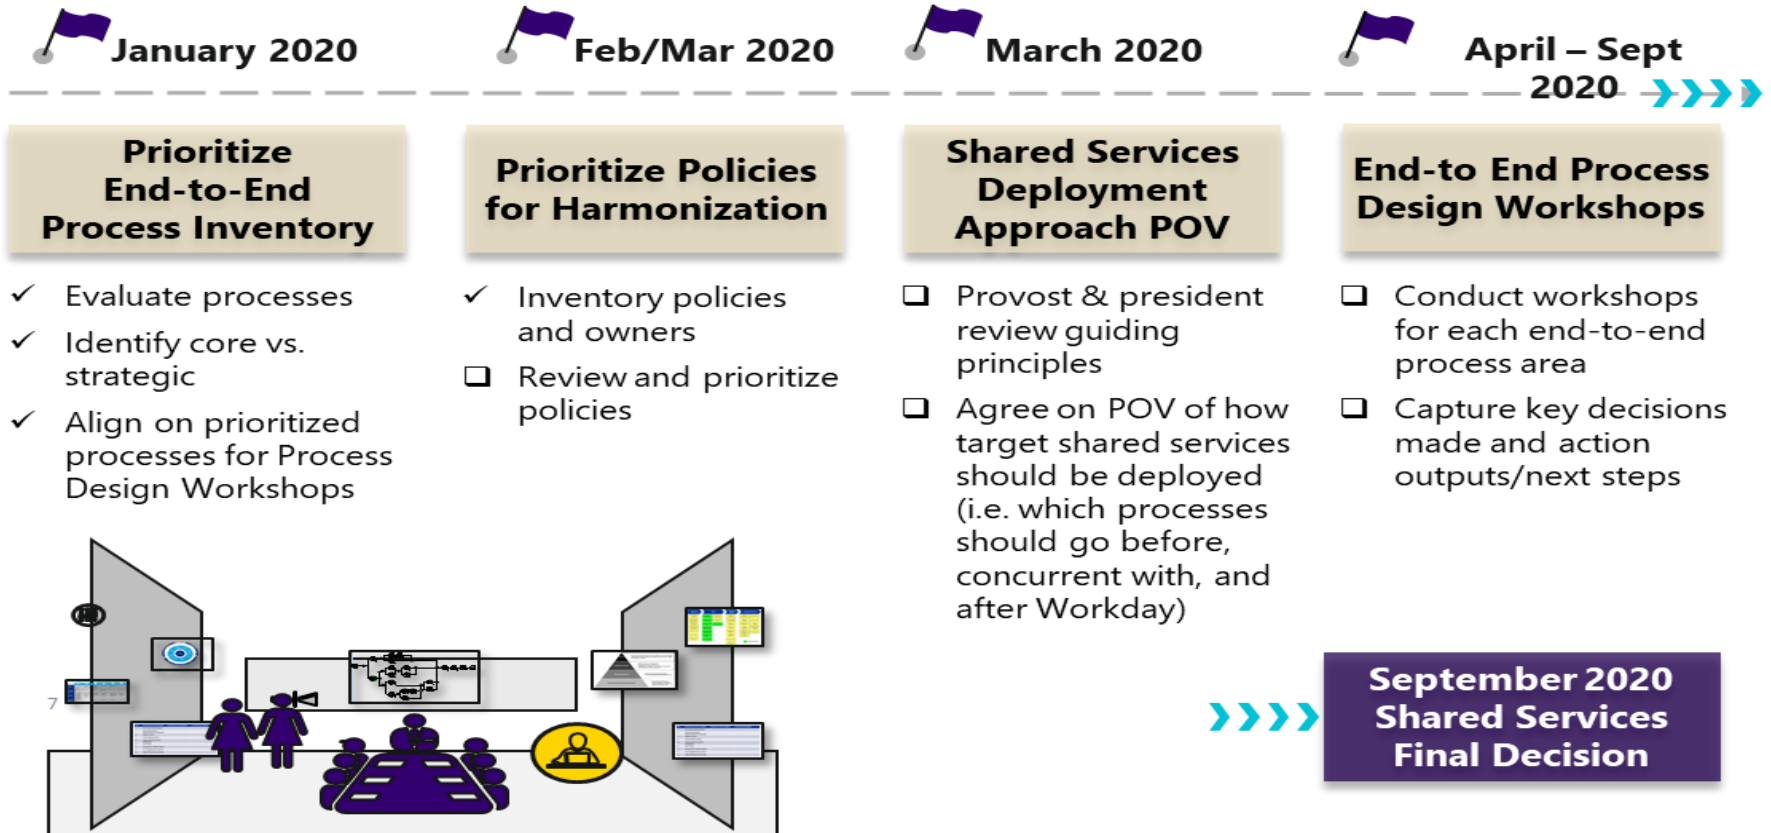 January 2020
Feb/Mar 2020
March 2020
April – Sept
2020
Prioritize
End-to-End
Process Inventory
Prioritize Policies
for Harmonization
Shared Services
Deployment
Approach POV
End-to End Process
Design Workshops
✓ Evaluate processes
✓ Identify core vs.
strategic
✓ Align on prioritized
processes for Process
Design Workshops
✓ Inventory policies
and owners
❑ Review and prioritize
policies
❑ Provost & president
review guiding
principles
❑ Agree on POV of how
target shared services
should be deployed
(i.e. which processes
should go before,
concurrent with, and
after Workday)
❑ Conduct workshops
for each end-to-end
process area
❑ Capture key decisions
made and action
outputs/next steps
7
September 2020
Shared Services
Final Decision